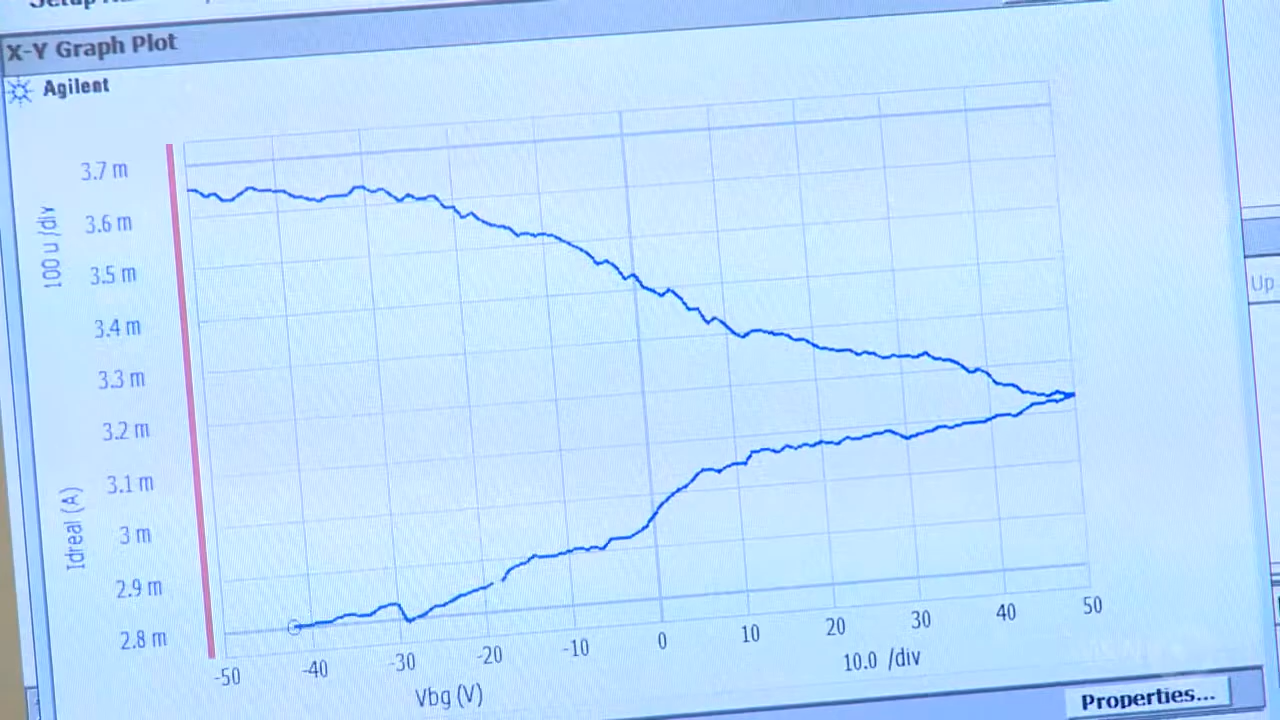 X-Y Graph Plot
Agilent
3.7 m
3.6 m
3.5 m
3.4 m
3.3 m
3.2 m
3.1 m
3 m
2.9 m
2.8 m
100 u /div
Idreal (A)
-50
-40
-30
-20
-10
0
10
20
30
40
50
Vbg (V)
10.0 /div
Properties...
Up